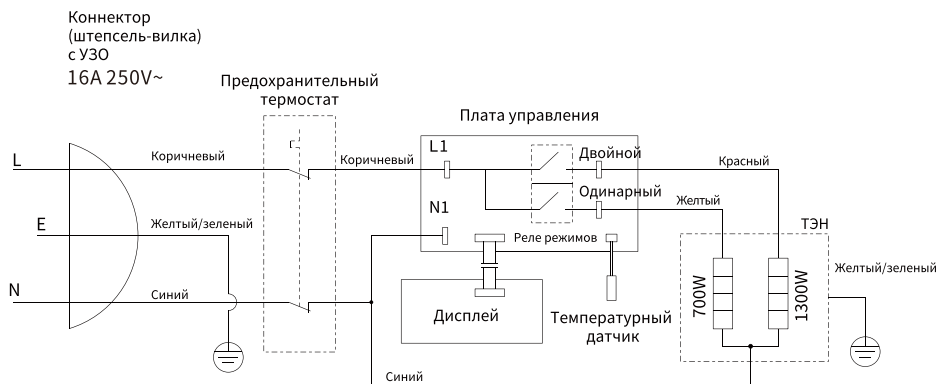 Коннектор
(штепсель-вилка)
с УЗО
16A 250V~
Предохранительный
термостат
Плата управления
L
Коричневый
Коричневый
L1
Двойной
Красный
E
Желтый/зеленый
N1
Одинарный
Желтый
Реле режимов
ТЭН
N
Синий
Дисплей
Температурный
датчик
700W
1300W
Желтый/зеленый
Синий